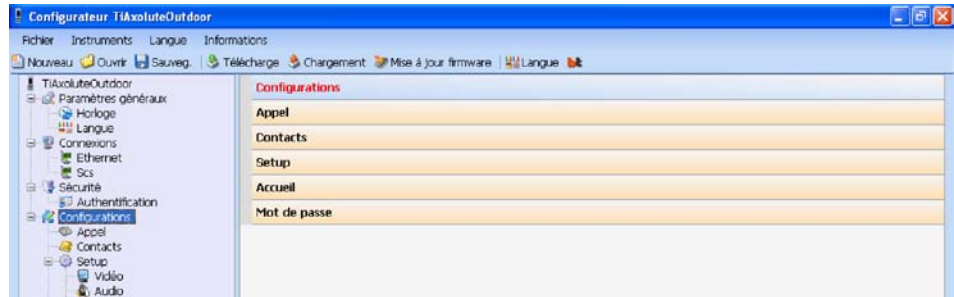 Configurateur TiAxoluteOutdoor
Fichier Instruments Langue Informations
Nouveau Ouvrir Sauveg. Télécharge Chargement Mise à jour firmware Langue
TiAxoluteOutdoor
Paramètres généraux
Horloge
Langue
Connexions
Ethernet
Scs
Sécurité
Authentification
Configurations
Appel
Contacts
Setup
Vidéo
Audio
Configurations
Appel
Contacts
Setup
Accueil
Mot de passe